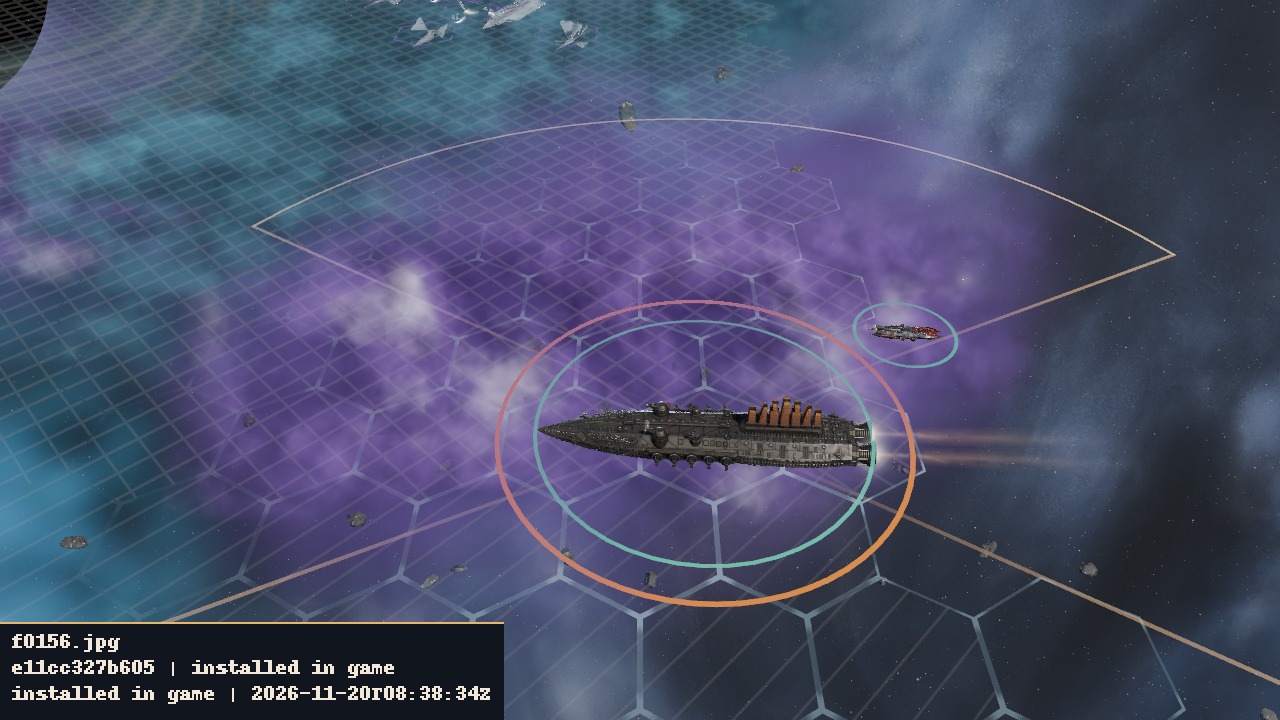 f0156.jpg
e11cc327b605 | installed in game
installed in game | 2026-11-20T08:38:34Z